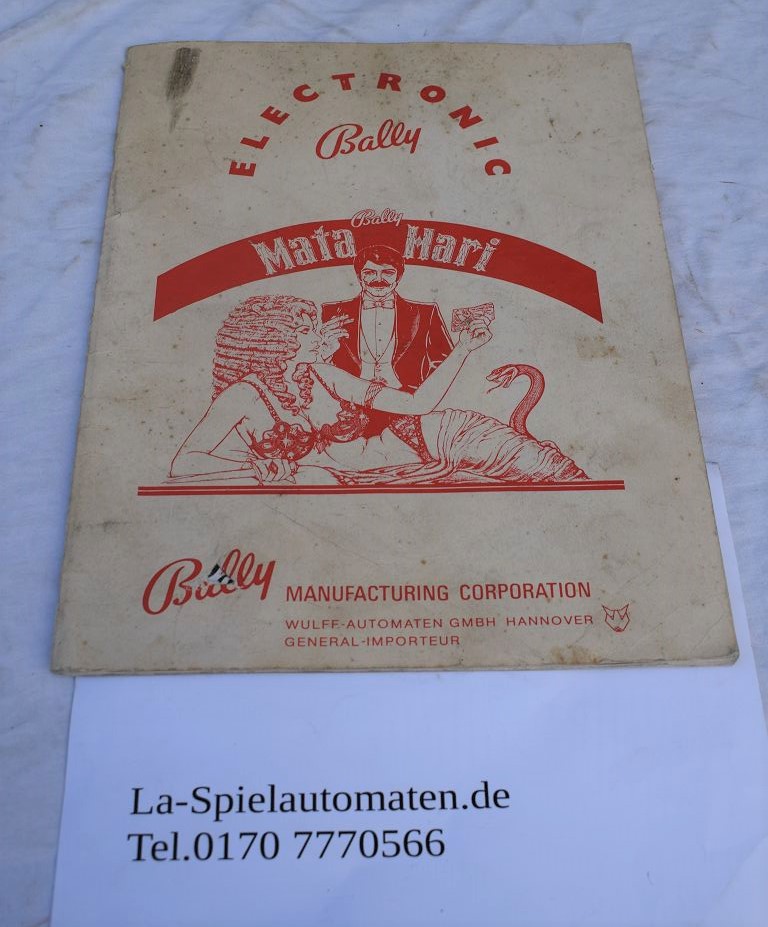 ELECTRONIC
Bally
Bally
Mata Hari
Bally MANUFACTURING CORPORATION
WULFF-AUTOMATEN GMBH HANNOVER
GENERAL-IMPORTEUR
La-Spielautomaten.de
Tel.0170 7770566